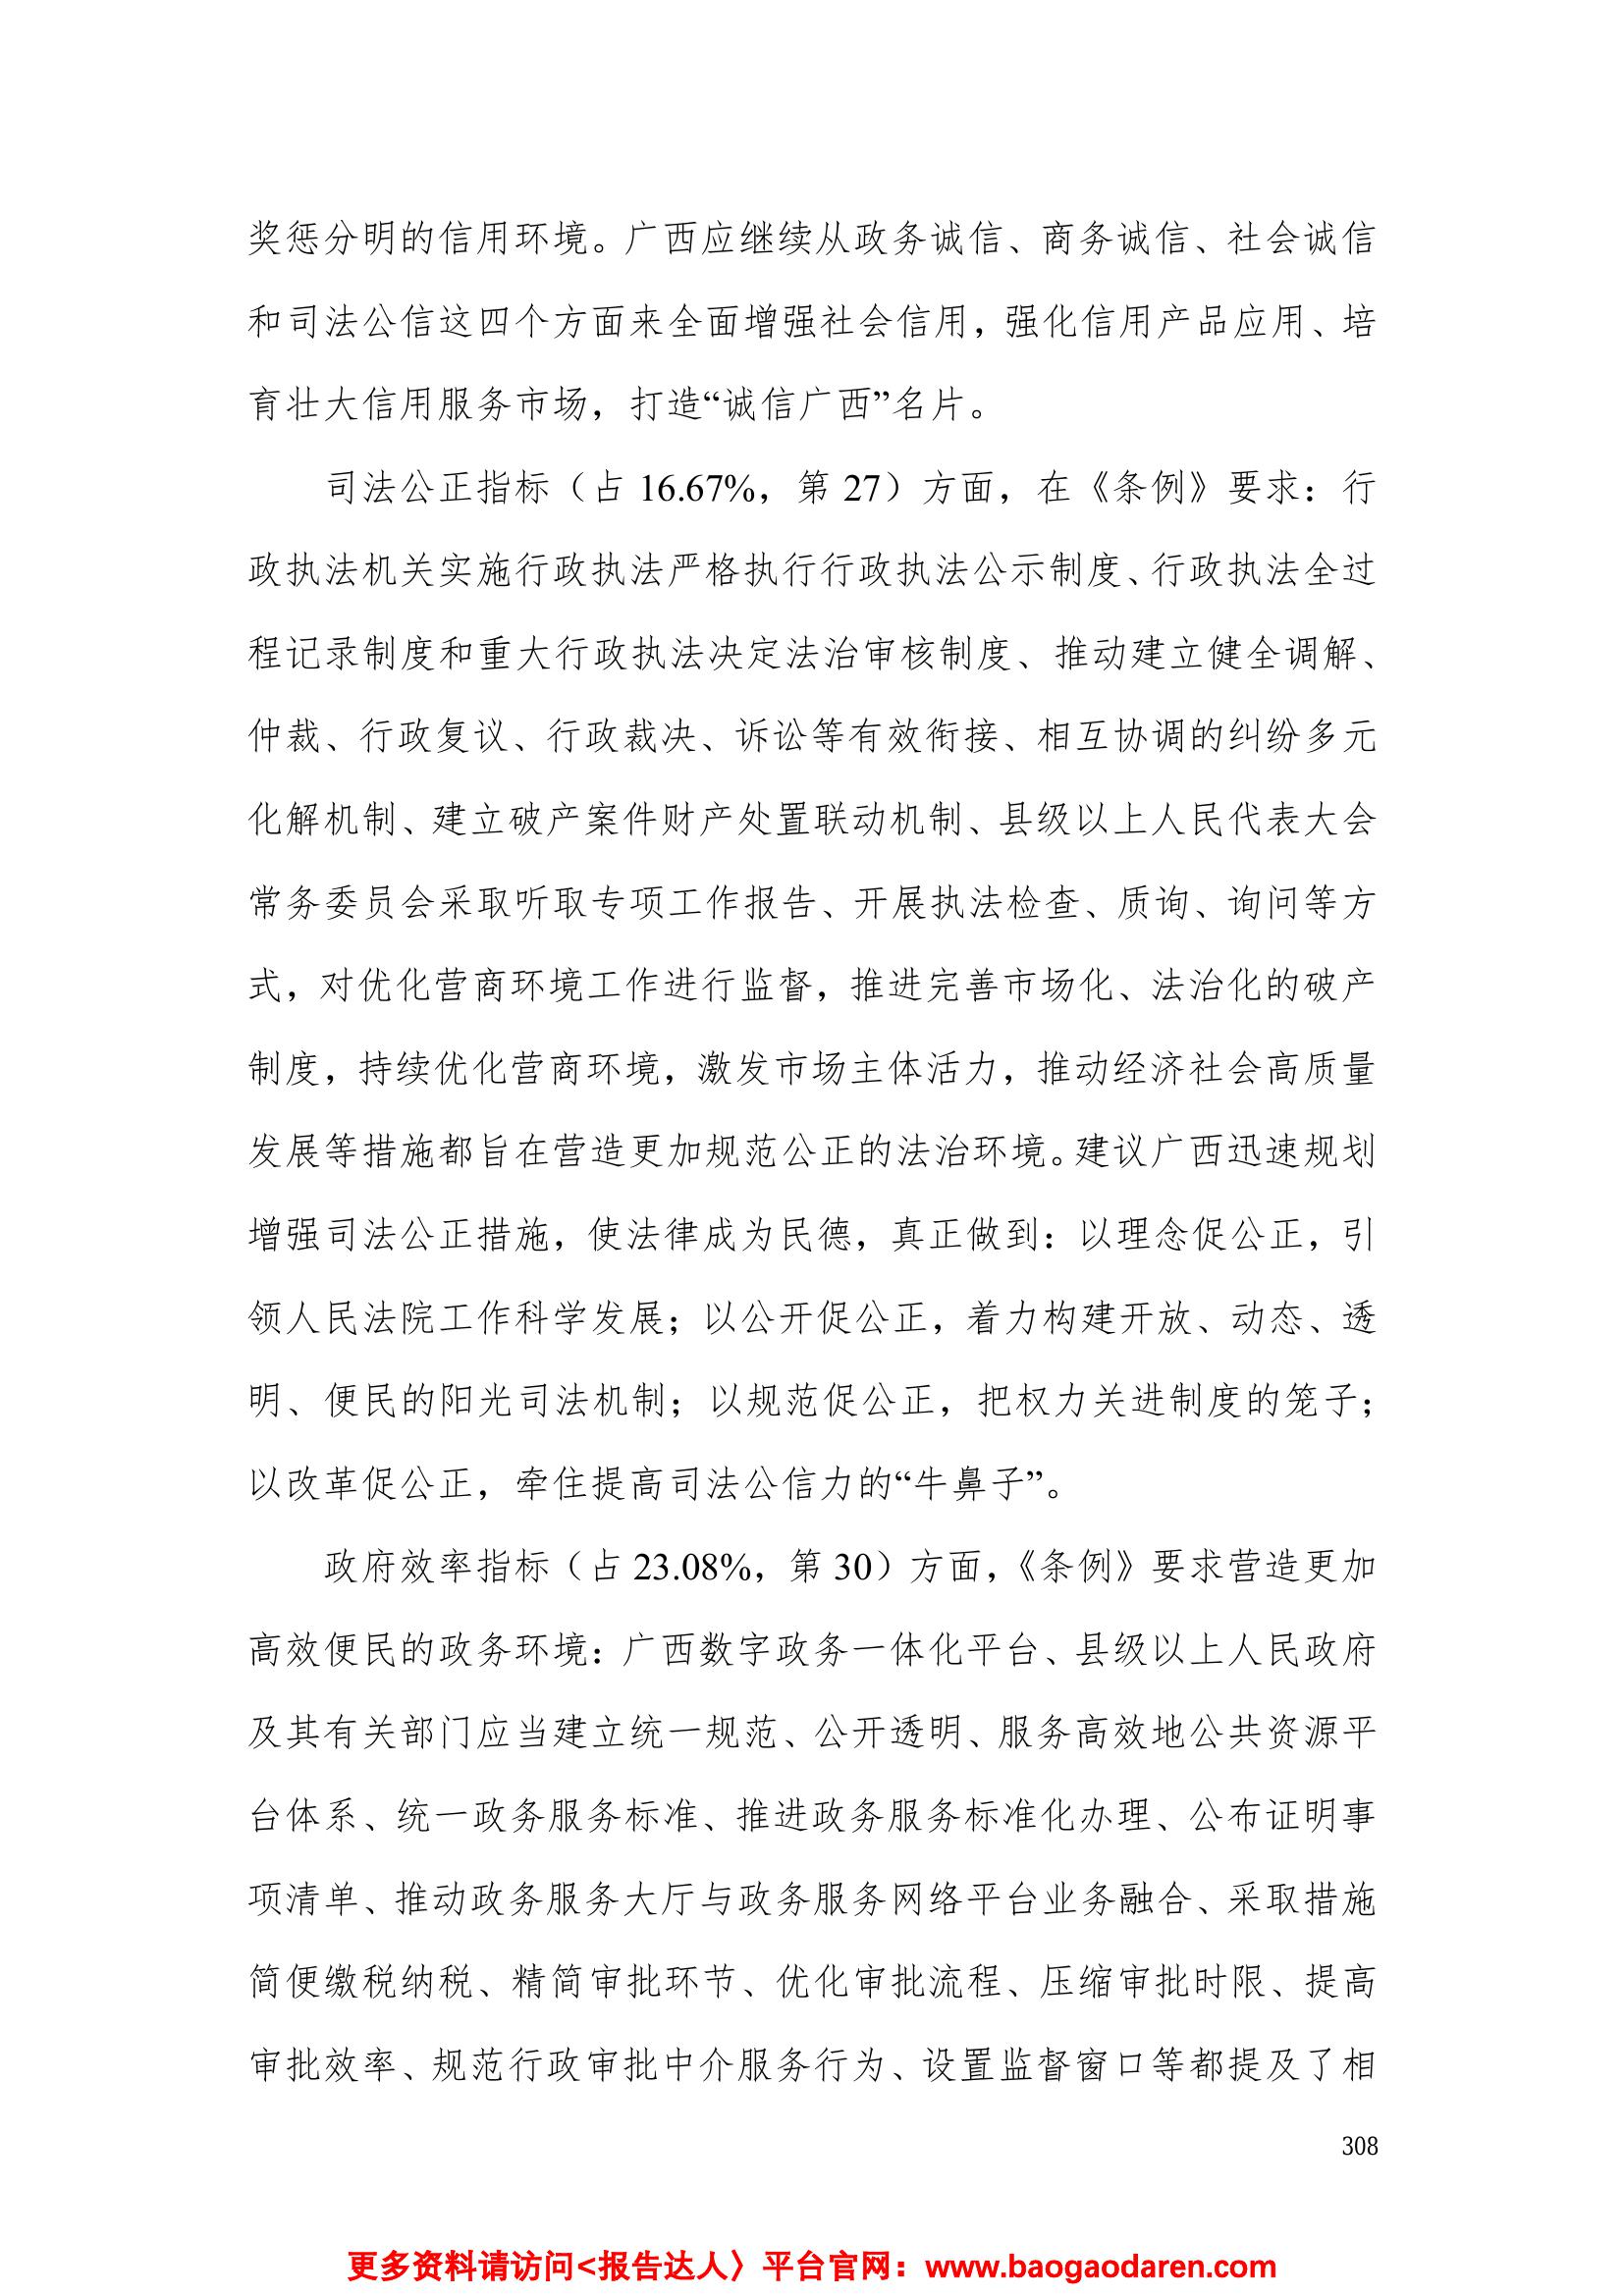 奖惩分明的信用环境。广西应继续从政务诚信、商务诚信、社会诚信
和司法公信这四个方面来全面增强社会信用，强化信用产品应用、培
育壮大信用服务市场，打造“诚信广西”名片。
司法公正指标（占 16.67%，第 27）方面，在《条例》要求：行
政执法机关实施行政执法严格执行行政执法公示制度、行政执法全过
程记录制度和重大行政执法决定法治审核制度、推动建立健全调解、
仲裁、行政复议、行政裁决、诉讼等有效衔接、相互协调的纠纷多元
化解机制、建立破产案件财产处置联动机制、县级以上人民代表大会
常务委员会采取听取专项工作报告、开展执法检查、质询、询问等方
式，对优化营商环境工作进行监督，推进完善市场化、法治化的破产
制度，持续优化营商环境，激发市场主体活力，推动经济社会高质量
发展等措施都旨在营造更加规范公正的法治环境。建议广西迅速规划
增强司法公正措施，使法律成为民德，真正做到：以理念促公正，引
领人民法院工作科学发展；以公开促公正，着力构建开放、动态、透
明、便民的阳光司法机制；以规范促公正，把权力关进制度的笼子；
以改革促公正，牵住提高司法公信力的“牛鼻子”。
政府效率指标（占 23.08%，第 30）方面，《条例》要求营造更加
高效便民的政务环境：广西数字政务一体化平台、县级以上人民政府
及其有关部门应当建立统一规范、公开透明、服务高效地公共资源平
台体系、统一政务服务标准、推进政务服务标准化办理、公布证明事
项清单、推动政务服务大厅与政务服务网络平台业务融合、采取措施
简便缴税纳税、精简审批环节、优化审批流程、压缩审批时限、提高
审批效率、规范行政审批中介服务行为、设置监督窗口等都提及了相
308
更多资料请访问<报告达人〉平台官网：www.baogaodaren.com